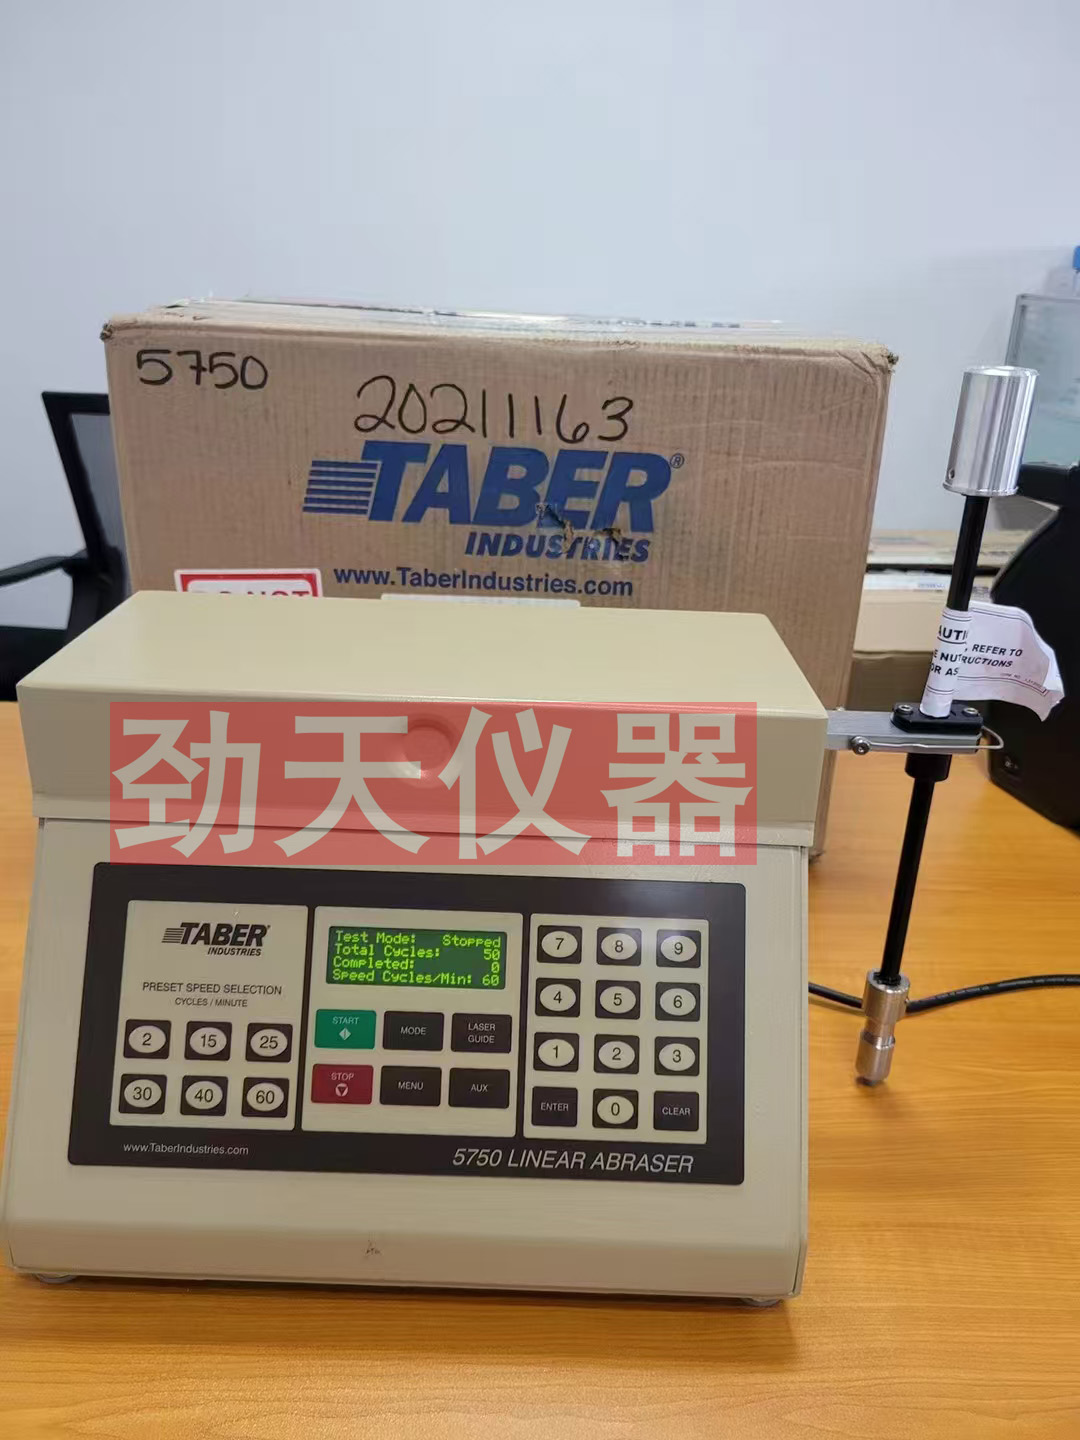 5750
20211163
TABER®
INDUSTRIES
www.TaberIndustries.com
DO NOT
REFER TO
劲天仪器
TABER
INDUSTRIES
PRESET SPEED SELECTION
CYCLES / MINUTE
2 15 25
30 40 60
Test Mode: Stopped
Total Cycles: 50
Completed: 0
Speed Cycles/Min: 60
START MODE LASER GUIDE
STOP MENU AUX
7 8 9
4 5 6
1 2 3
ENTER 0 CLEAR
www.TaberIndustries.com
5750 LINEAR ABRASER